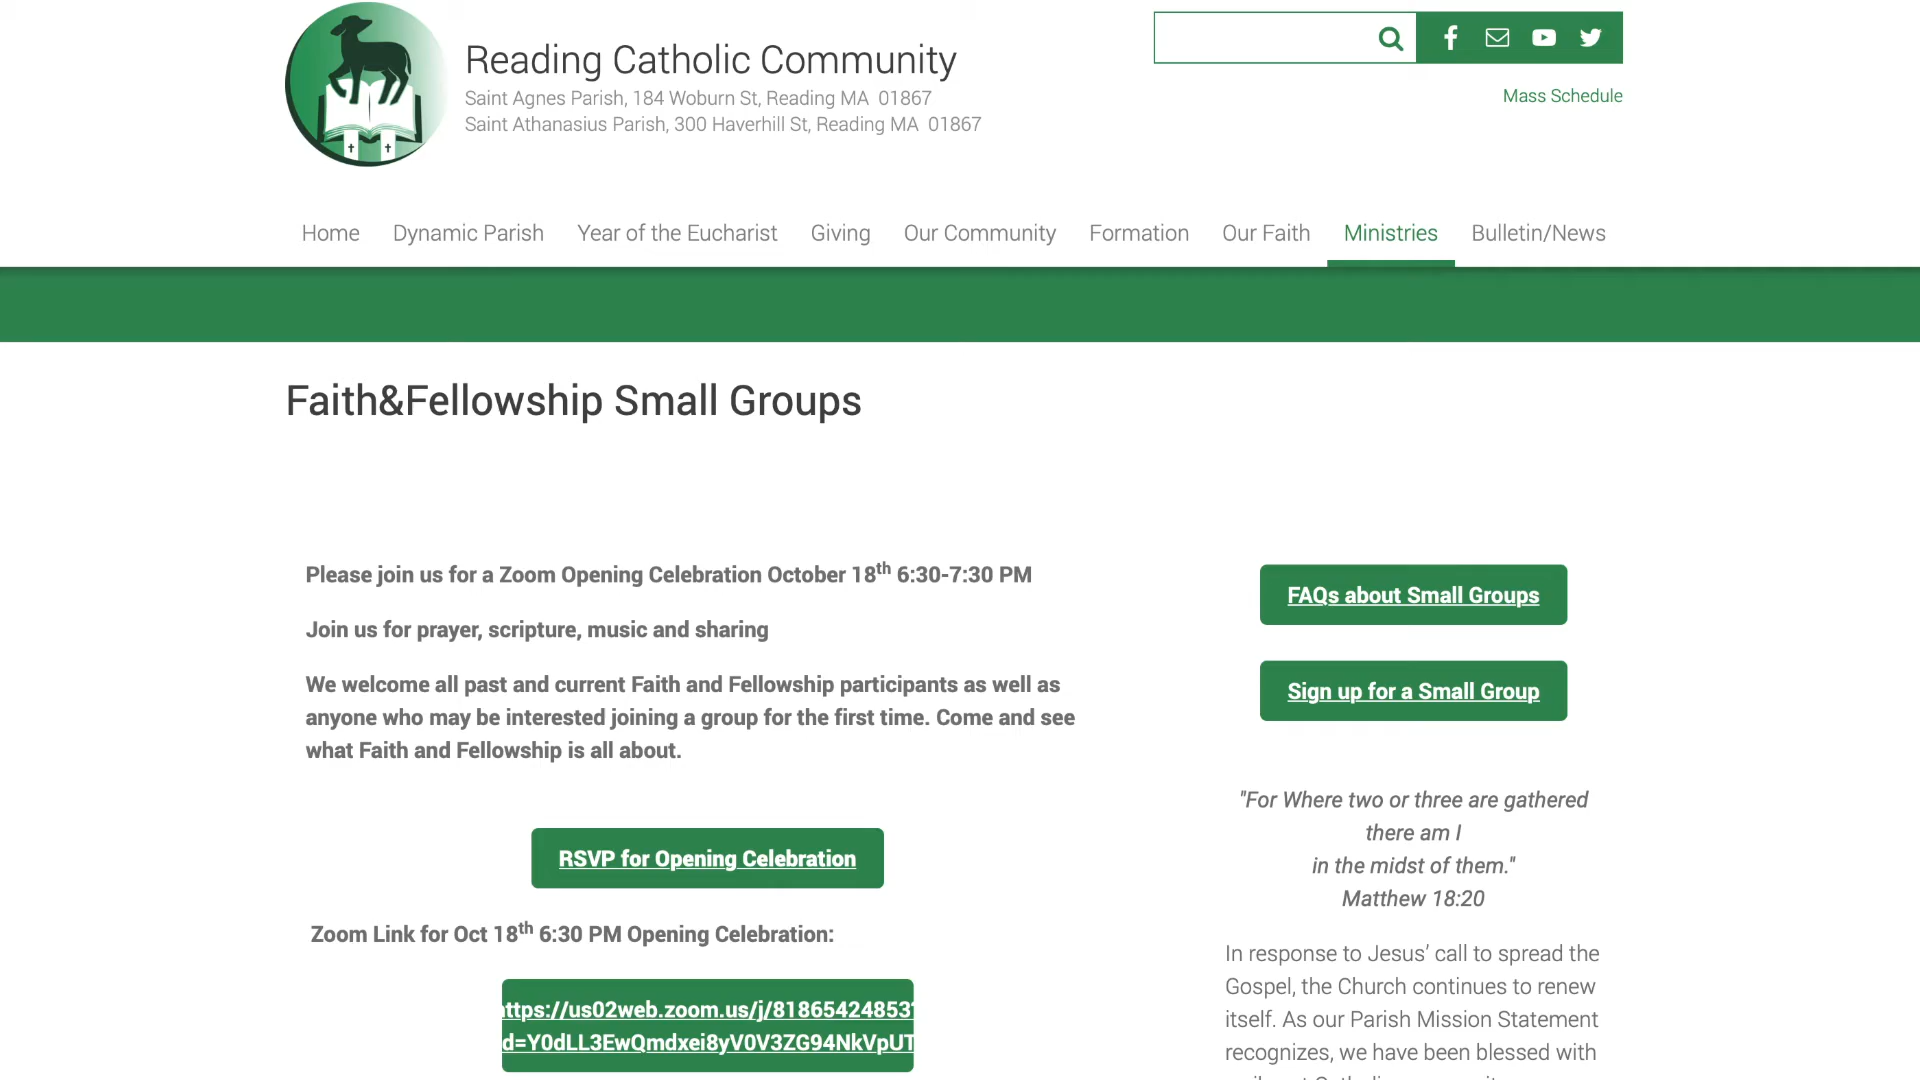 Reading Catholic Community
Saint Agnes Parish, 184 Woburn St, Reading MA 01867
Saint Athanasius Parish, 300 Haverhill St, Reading MA 01867
Mass Schedule
Home Dynamic Parish Year of the Eucharist Giving Our Community Formation Our Faith Ministries Bulletin/News
Faith&Fellowship Small Groups
Please join us for a Zoom Opening Celebration October 18th 6:30-7:30 PM
Join us for prayer, scripture, music and sharing
We welcome all past and current Faith and Fellowship participants as well as
anyone who may be interested joining a group for the first time. Come and see
what Faith and Fellowship is all about.
RSVP for Opening Celebration
Zoom Link for Oct 18th 6:30 PM Opening Celebration:
ttps://us02web.zoom.us/j/81865424853?
d=Y0dLL3EwQmdxei8yV0V3ZG94NkVpUT
FAQs about Small Groups
Sign up for a Small Group
"For Where two or three are gathered
there am I
in the midst of them."
Matthew 18:20
In response to Jesus’ call to spread the
Gospel, the Church continues to renew
itself. As our Parish Mission Statement
recognizes, we have been blessed with